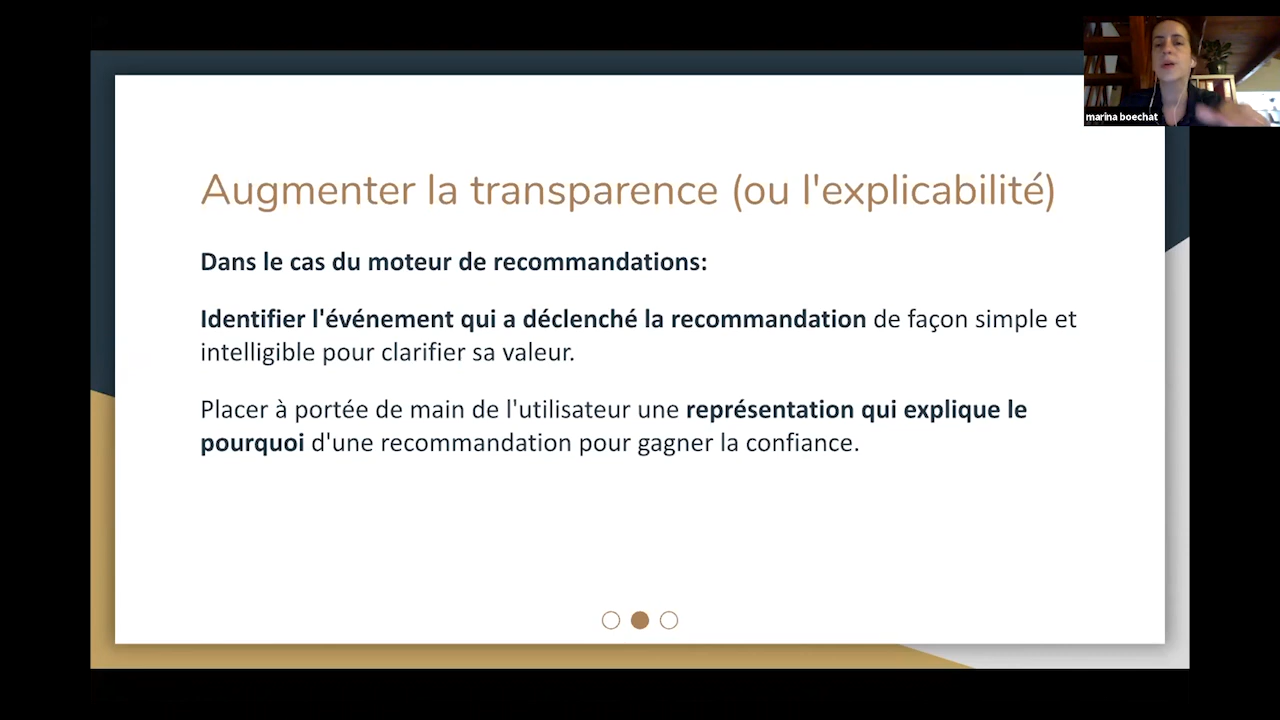 marina boechat
Augmenter la transparence (ou l'explicabilité)
Dans le cas du moteur de recommandations:
Identifier l'événement qui a déclenché la recommandation de façon simple et
intelligible pour clarifier sa valeur.
Placer à portée de main de l'utilisateur une représentation qui explique le
pourquoi d'une recommandation pour gagner la confiance.